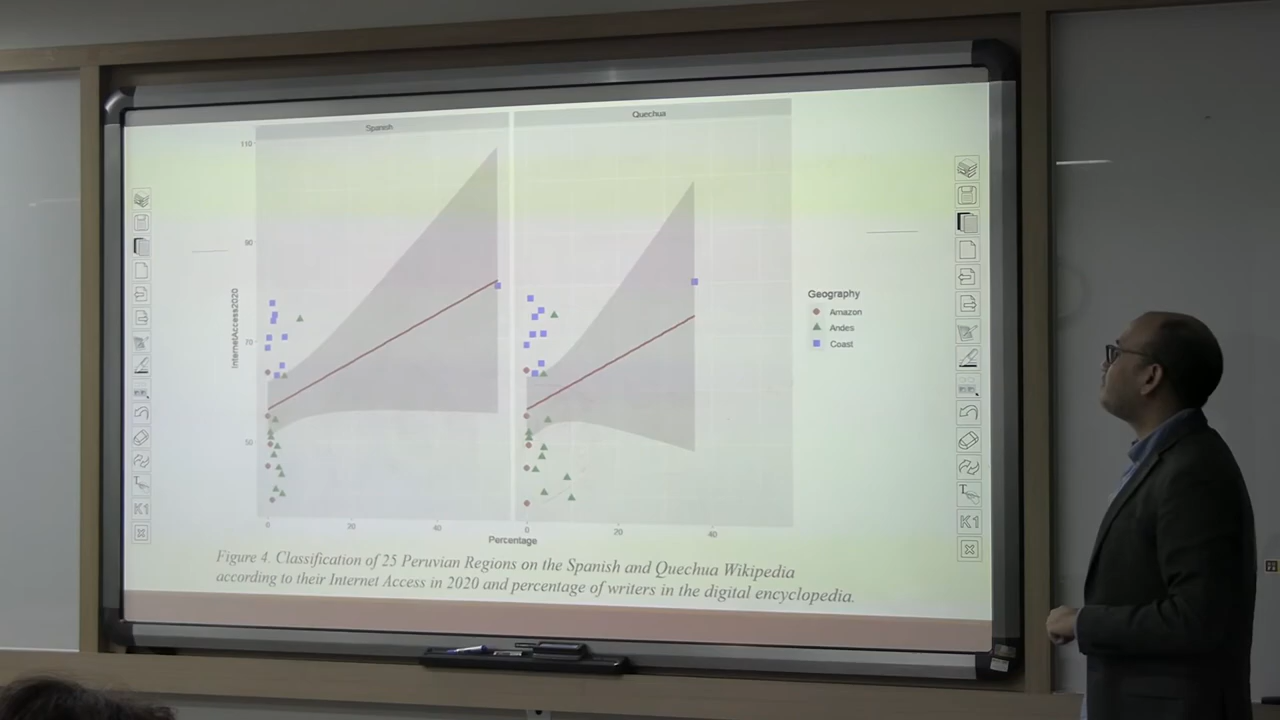 Spanish
Quechua
110
90
70
50
InternetAccess2020
0
20
40
0
20
40
Percentage
Geography
Amazon
Andes
Coast
Figure 4. Classification of 25 Peruvian Regions on the Spanish and Quechua Wikipedia
according to their Internet Access in 2020 and percentage of writers in the digital encyclopedia.
K1
K1